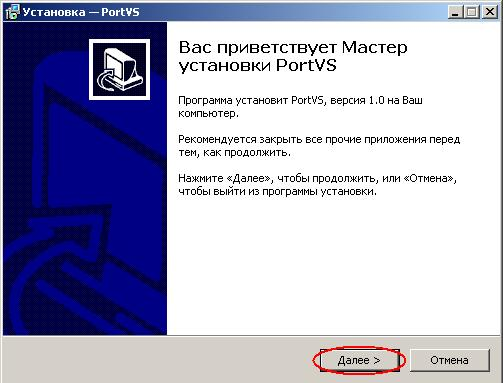 Установка — PortVS
Вас приветствует Мастер
установки PortVS
Программа установит PortVS, версия 1.0 на Ваш
компьютер.
Рекомендуется закрыть все прочие приложения перед
тем, как продолжить.
Нажмите «Далее», чтобы продолжить, или «Отмена»,
чтобы выйти из программы установки.
Далее >
Отмена